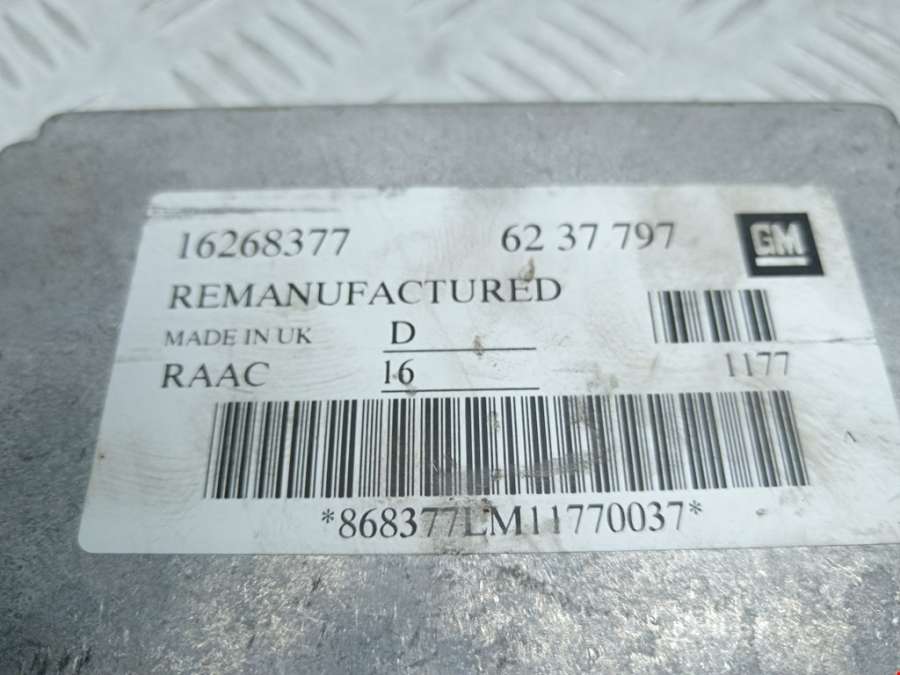 16268377 62 37 797 GM
REMANUFACTURED
MADE IN UK D
RAAC 16 1177
*868377LM11770037*